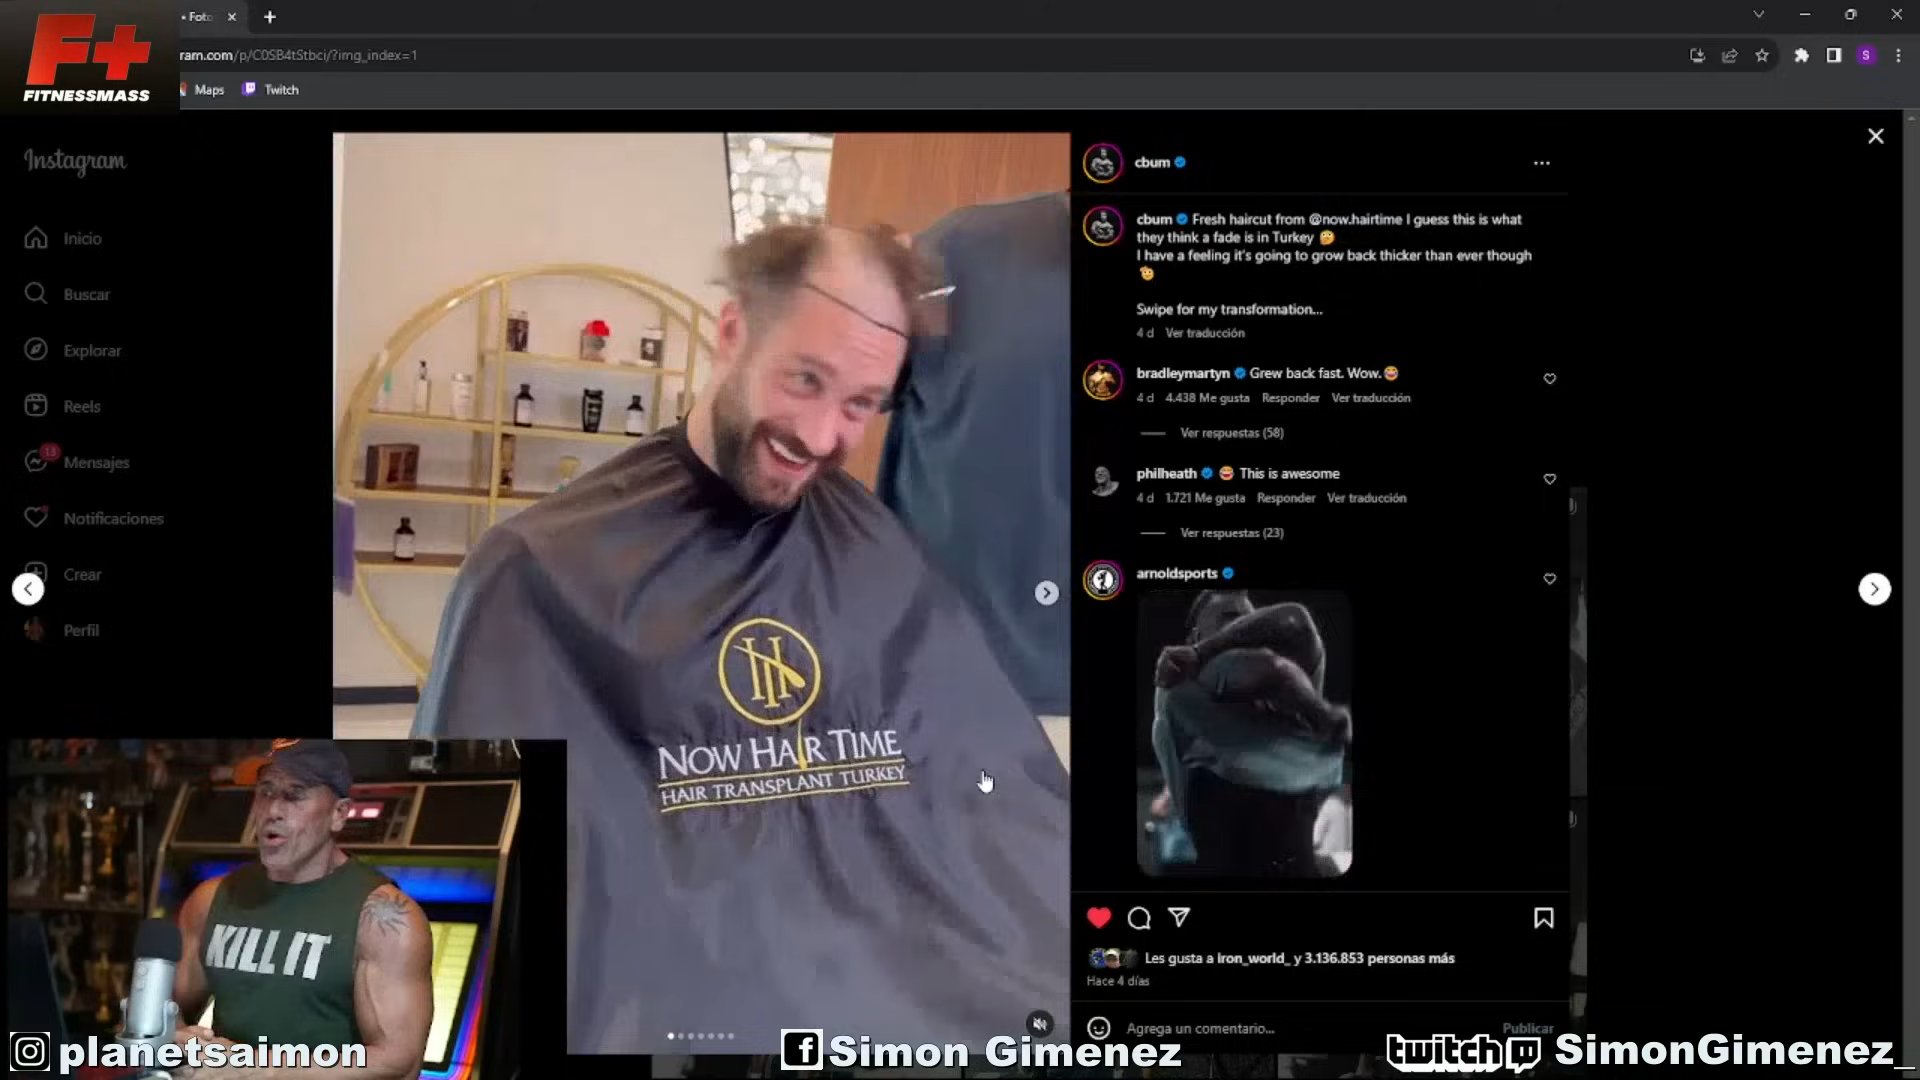 F+
FITNESSMASS
• Foto
ram.com/p/C0SB4tStbci/?img_index=1
Maps
Twitch
Instagram
Inicio
Buscar
Explorar
Reels
13
Mensajes
Notificaciones
Crear
Perfil
NOW HAIR TIME
HAIR TRANSPLANT TURKEY
KILL IT
S
cbum
cbum Fresh haircut from @now.hairtime I guess this is what
they think a fade is in Turkey 🤔
I have a feeling it's going to grow back thicker than ever though
Swipe for my transformation...
4 d Ver traducción
bradleymartyn Grew back fast. Wow.😂
4 d 4.438 Me gusta Responder Ver traducción
Ver respuestas (58)
philheath 😂 This is awesome
4 d 1.721 Me gusta Responder Ver traducción
Ver respuestas (23)
arnoldsports
Les gusta a iron_world_ y 3.136.853 personas más
Hace 4 días
Agrega un comentario...
Publicar
planetsaimon
Simon Gimenez
twitch SimonGimenez_